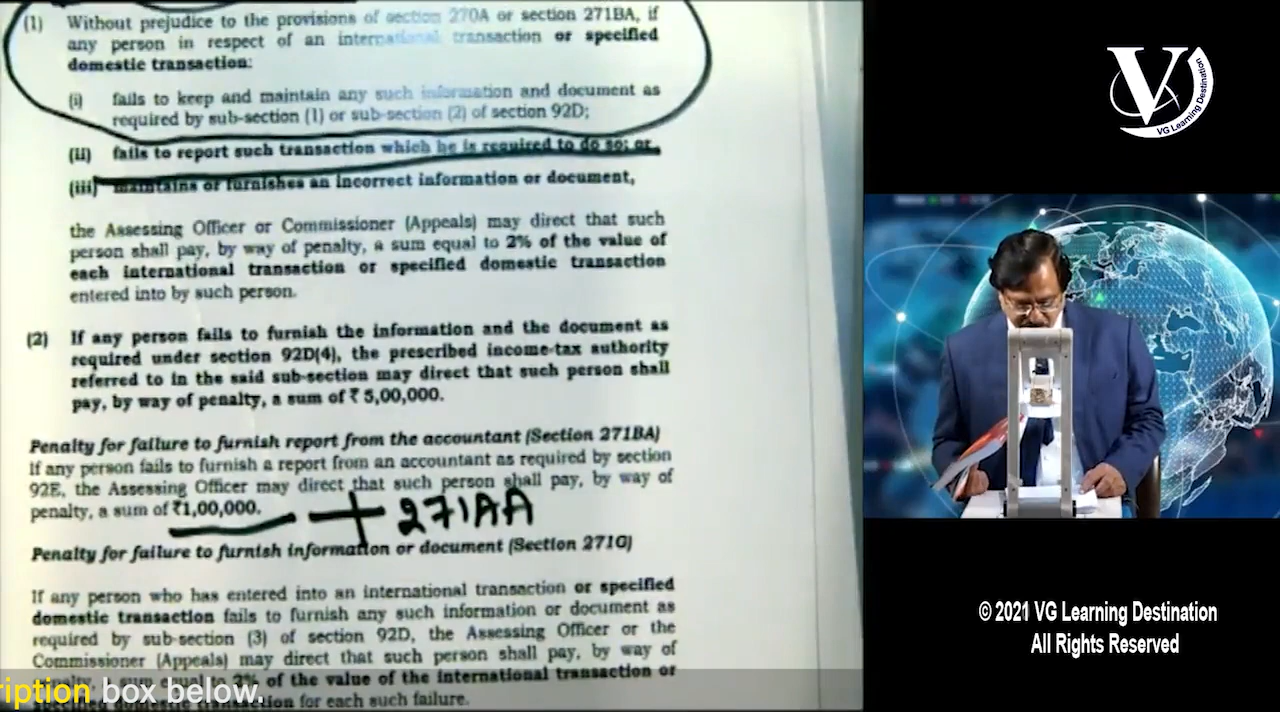 (1) Without prejudice to the provisions of section 270A or section 271BA, if
any person in respect of an international transaction or specified
domestic transaction:
(i) fails to keep and maintain any such information and document as
required by sub-section (1) or sub-section (2) of section 92D;
(ii) fails to report such transaction which he is required to do so; or
(iii) maintains or furnishes an incorrect information or document,
the Assessing Officer or Commissioner (Appeals) may direct that such
person shall pay, by way of penalty, a sum equal to 2% of the value of
each international transaction or specified domestic transaction
entered into by such person.
(2) If any person fails to furnish the information and the document as
required under section 92D(4), the prescribed income-tax authority
referred to in the said sub-section may direct that such person shall
pay, by way of penalty, a sum of ₹ 5,00,000.
Penalty for failure to furnish report from the accountant (Section 271BA)
If any person fails to furnish a report from an accountant as required by section
92E, the Assessing Officer may direct that such person shall pay, by way of
penalty, a sum of ₹1,00,000. + 271AA
Penalty for failure to furnish information or document (Section 271G)
If any person who has entered into an international transaction or specified
domestic transaction fails to furnish any such information or document as
required by sub-section (3) of section 92D, the Assessing Officer or the
Commissioner (Appeals) may direct that such person shall pay, by way of
penalty, a sum equal to 2% of the value of the international transaction or
specified domestic transaction for each such failure.
ription box below.
V
VG Learning Destination
© 2021 VG Learning Destination
All Rights Reserved